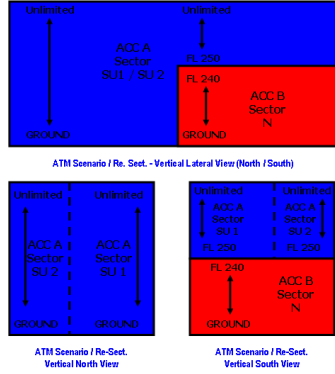 Unlimited
Unlimited
ACC A
Sector
SU1 / SU 2
FL 250
FL 240
ACC B
Sector
N
GROUND
GROUND
ATM Scenario / Re. Sect. - Vertical Lateral View (North / South)
Unlimited
Unlimited
ACC A
Sector
SU 2
ACC A
Sector
SU 1
GROUND
GROUND
ATM Scenario / Re-Sect.
Vertical North View
Unlimited
Unlimited
ACC A
Sector
SU 1
ACC A
Sector
SU 2
FL 250
FL 250
FL 240
ACC B
Sector
N
GROUND
ATM Scenario / Re-Sect.
Vertical South View